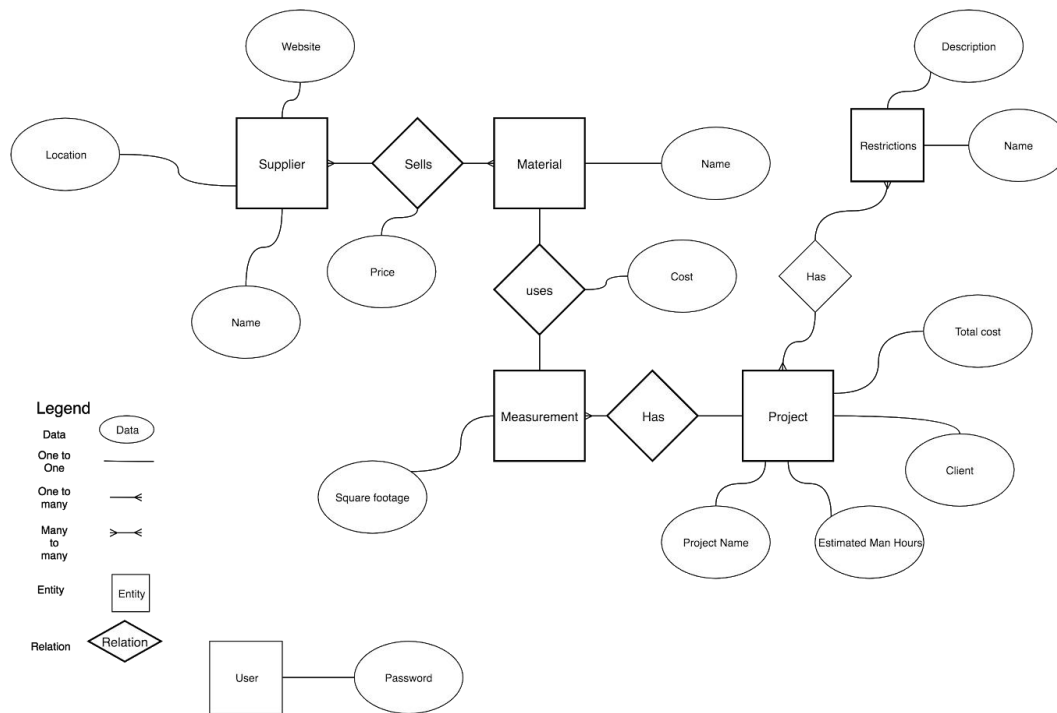 Website
Description
Location
Supplier
Sells
Material
Name
Restrictions
Name
Price
uses
Cost
Has
Name
Total cost
Measurement
Has
Project
Square footage
Client
Project Name
Estimated Man Hours
Legend
Data
Data
One to
One
One to
many
Many
to
many
Entity
Entity
Relation
Relation
User
Password